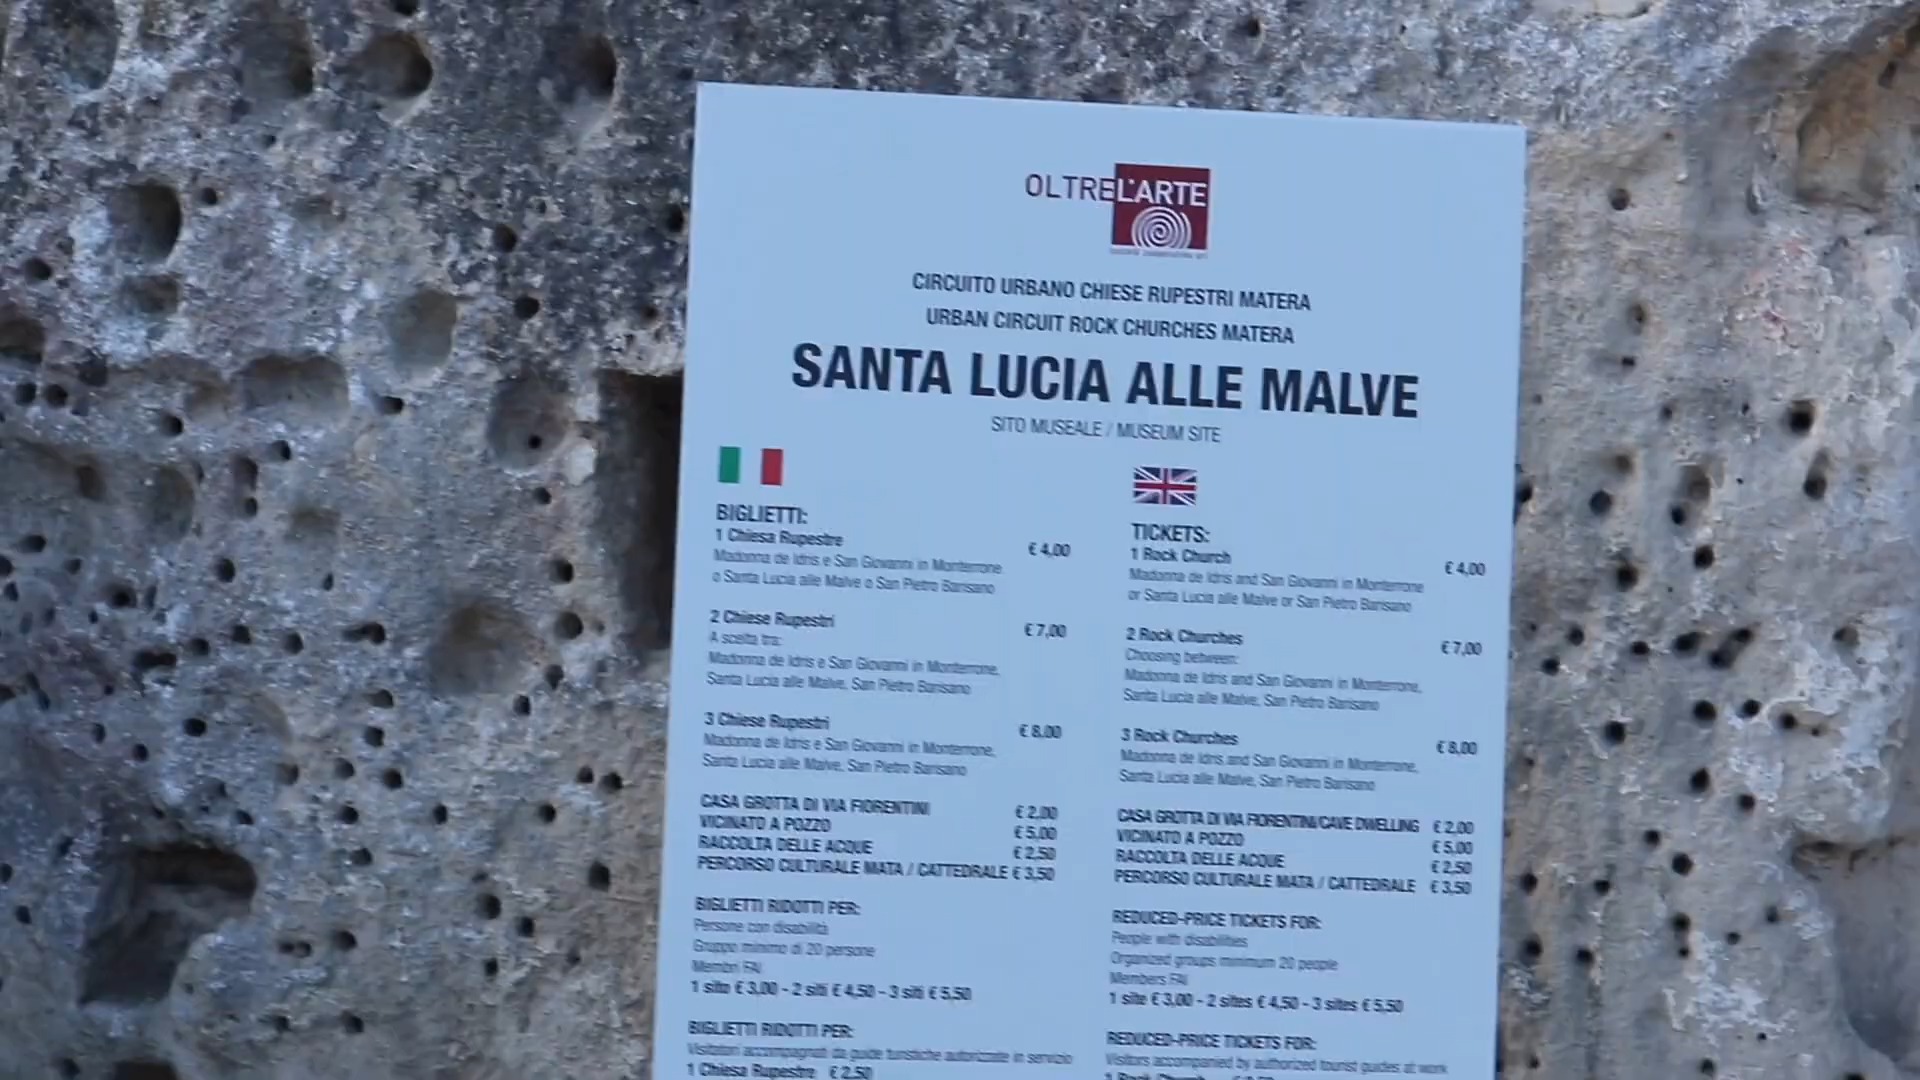 OLTREL'ARTE
CIRCUITO URBANO CHIESE RUPESTRI MATERA
URBAN CIRCUIT ROCK CHURCHES MATERA
SANTA LUCIA ALLE MALVE
SITO MUSEALE / MUSEUM SITE
BIGLIETTI:
1 Chiesa Rupestre € 4,00
Madonna de Idris e San Giovanni in Monterrone
o Santa Lucia alle Malve o San Pietro Barisano
2 Chiese Rupestri € 7,00
A scelta tra:
Madonna de Idris e San Giovanni in Monterrone,
Santa Lucia alle Malve, San Pietro Barisano
3 Chiese Rupestri € 8,00
Madonna de Idris e San Giovanni in Monterrone,
Santa Lucia alle Malve, San Pietro Barisano
CASA GROTTA DI VIA FIORENTINI € 2,00
VICINATO A POZZO € 5,00
RACCOLTA DELLE ACQUE € 2,50
PERCORSO CULTURALE MATA / CATTEDRALE € 3,50
BIGLIETTI RIDOTTI PER:
Persone con disabilità
Gruppo minimo di 20 persone
Membri FAI
1 sito € 3,00 - 2 siti € 4,50 - 3 siti € 5,50
BIGLIETTI RIDOTTI PER:
Visitatori accompagnati da guide turistiche autorizzate in servizio
1 Chiesa Rupestre € 2,50
TICKETS:
1 Rock Church € 4,00
Madonna de Idris and San Giovanni in Monterrone
or Santa Lucia alle Malve or San Pietro Barisano
2 Rock Churches € 7,00
Choosing between:
Madonna de Idris and San Giovanni in Monterrone,
Santa Lucia alle Malve, San Pietro Barisano
3 Rock Churches € 8,00
Madonna de Idris and San Giovanni in Monterrone,
Santa Lucia alle Malve, San Pietro Barisano
CASA GROTTA DI VIA FIORENTINI/CAVE DWELLING € 2,00
VICINATO A POZZO € 5,00
RACCOLTA DELLE ACQUE € 2,50
PERCORSO CULTURALE MATA / CATTEDRALE € 3,50
REDUCED-PRICE TICKETS FOR:
People with disabilities
Organized groups minimum 20 people
Members FAI
1 site € 3,00 - 2 sites € 4,50 - 3 sites € 5,50
REDUCED-PRICE TICKETS FOR:
Visitors accompanied by authorized tourist guides at work
1 Rock Church